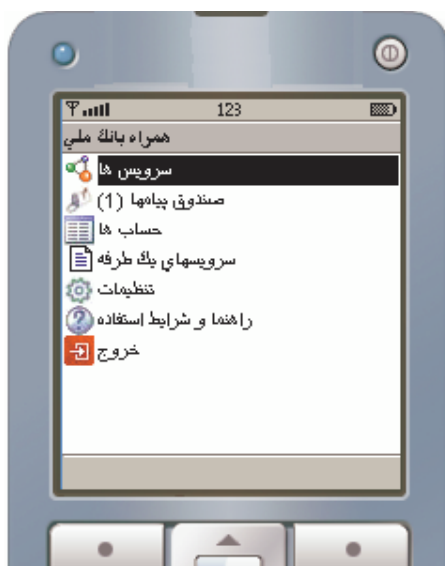 123
همراه بانك ملي
سرويس ها
صندوق پيامها (1)
حساب ها
سرويسهاي يك طرفه
تنظيمات
راهنما و شرايط استفاده
خروج